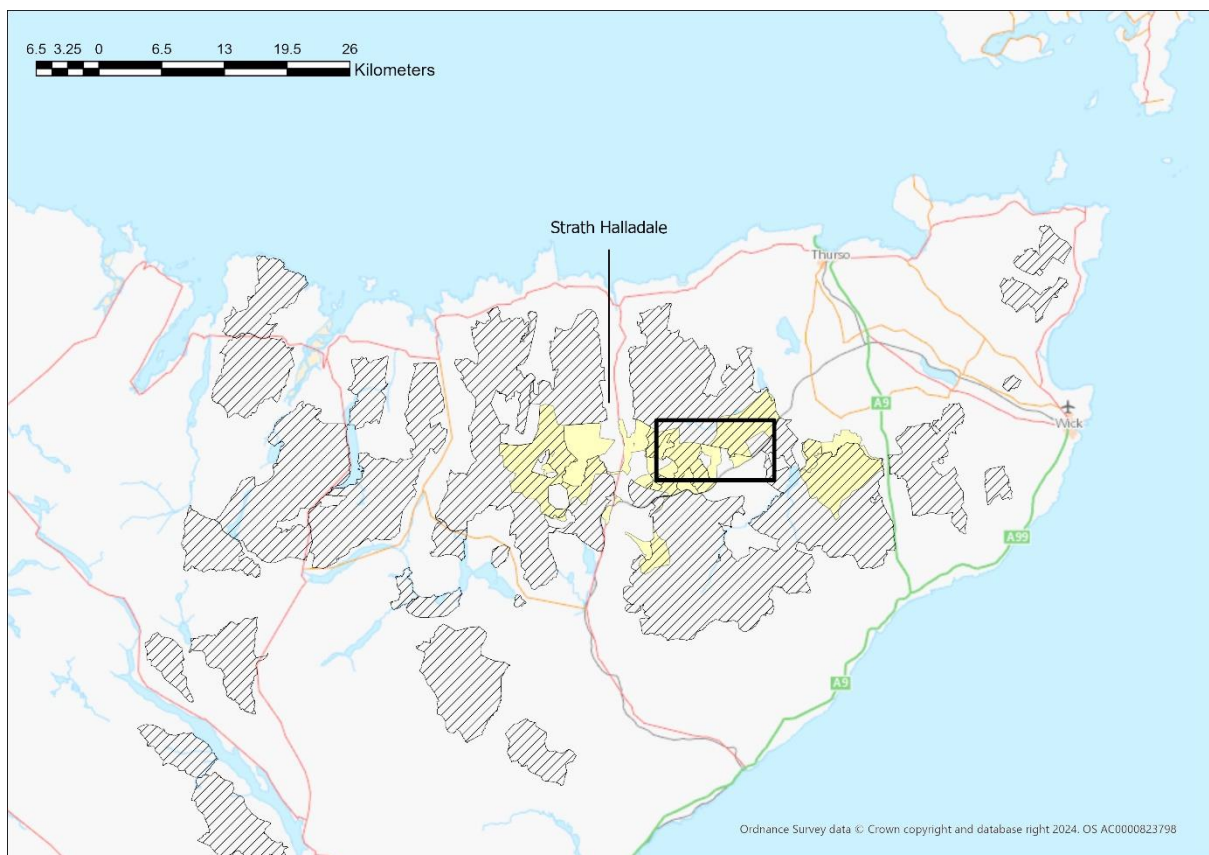 6.5 3.25 0 6.5 13 19.5 26
Kilometers
Strath Halladale
Thurso
A9
Wick
A99
A9
Ordnance Survey data © Crown copyright and database right 2024. OS AC0000823798